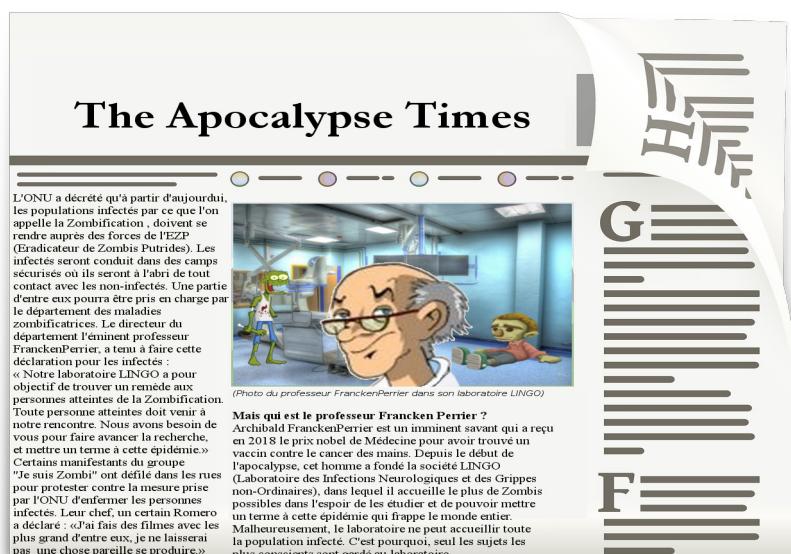 The Apocalypse Times
H
L'ONU a décrété qu'à partir d'aujourdui,
les populations infectés par ce que l'on
appelle la Zombification , doivent se
rendre auprès des forces de l'EZP
(Eradicateur de Zombis Putrides). Les
infectés seront conduit dans des camps
sécurisés où ils seront à l'abri de tout
contact avec les non-infectés. Une partie
d'entre eux pourra être pris en charge par
le département des maladies
zombificatrices. Le directeur du
département l'éminent professeur
FranckenPerrier, a tenu à faire cette
déclaration pour les infectés :
« Notre laboratoire LINGO a pour
objectif de trouver un remède aux
personnes atteintes de la Zombification.
Toute personne atteintes doit venir à
notre rencontre. Nous avons besoin de
vous pour faire avancer la recherche,
et mettre un terme à cette épidémie.»
Certains manifestants du groupe
"Je suis Zombi" ont défilé dans les rues
pour protester contre la mesure prise
par l'ONU d'enfermer les personnes
infectés. Leur chef, un certain Romero
a déclaré : «J'ai fais des filmes avec les
plus grand d'entre eux, je ne laisserai
pas une chose pareille se produire.»
(Photo du professeur FranckenPerrier dans son laboratoire LINGO)
Mais qui est le professeur Francken Perrier ?
Archibald FranckenPerrier est un imminent savant qui a reçu
en 2018 le prix nobel de Médecine pour avoir trouvé un
vaccin contre le cancer des mains. Depuis le début de
l'apocalypse, cet homme a fondé la société LINGO
(Laboratoire des Infections Neurologiques et des Grippes
non-Ordinaires), dans lequel il accueille le plus de Zombis
possibles dans l'espoir de les étudier et de pouvoir mettre
un terme à cette épidémie qui frappe le monde entier.
Malheureusement, le laboratoire ne peut accueillir toute
la population infecté. C'est pourquoi, seul les sujets les
plus conscients sont gardé au laboratoire.
G
F